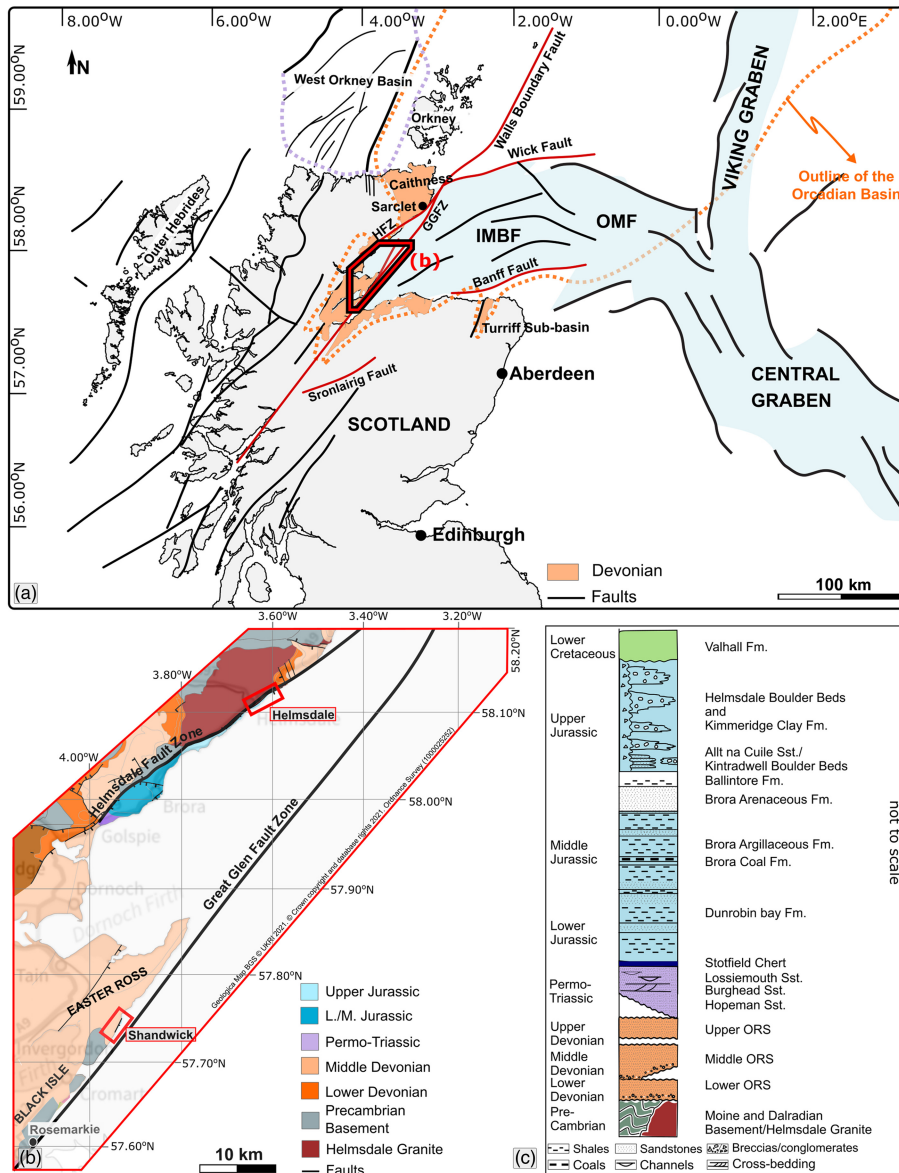 18.00°W
16.00°W
14.00°W
12.00°W
0.00°W
2.00°E
59.00°N
58.00°N
57.00°N
56.00°N
N
West Orkney Basin
Orkney
Walls Boundary Fault
Wick Fault
VIKING GRABEN
Outline of the
Orcadian Basin
Outer Hebrides
Caithness
Sarclet
HFZ
GGFZ
IMBF
OMF
(b)
Banff Fault
Turriff Sub-basin
Sronlairig Fault
Aberdeen
SCOTLAND
CENTRAL
GRABEN
Edinburgh
Devonian
Faults
100 km
(a)
3.60°W
3.40°W
3.20°W
3.80°W
4.00°W
58.20°N
58.10°N
58.00°N
57.90°N
57.80°N
57.70°N
57.60°N
Helmsdale
Helmsdale Fault Zone
Brora
Golspie
Great Glen Fault Zone
Geologica Map BGS © UKRI 2021. © Crown copyright and database rights 2021. Ordnance Survey (1000025252)
Dornoch
Dornoch Firth
Tain
A9
EASTER ROSS
Shandwick
Invergordo
Firth
Cromart
BLACK ISLE
Rosemarkie
Upper Jurassic
L./M. Jurassic
Permo-Triassic
Middle Devonian
Lower Devonian
Precambrian
Basement
Helmsdale Granite
Faults
10 km
(b)
Lower
Cretaceous
Valhall Fm.
Upper
Jurassic
Helmsdale Boulder Beds
and
Kimmeridge Clay Fm.
Allt na Cuile Sst./
Kintradwell Boulder Beds
Ballintore Fm.
Brora Arenaceous Fm.
Middle
Jurassic
Brora Argillaceous Fm.
Brora Coal Fm.
Lower
Jurassic
Dunrobin bay Fm.
Stotfield Chert
Permo-
Triassic
Lossiemouth Sst.
Burghead Sst.
Hopeman Sst.
Upper
Devonian
Upper ORS
Middle
Devonian
Middle ORS
Lower
Devonian
Lower ORS
Pre-
Cambrian
Moine and Dalradian
Basement/Helmsdale Granite
not to scale
Shales
Sandstones
Breccias/conglomerates
Coals
Channels
Cross-bedding
(c)